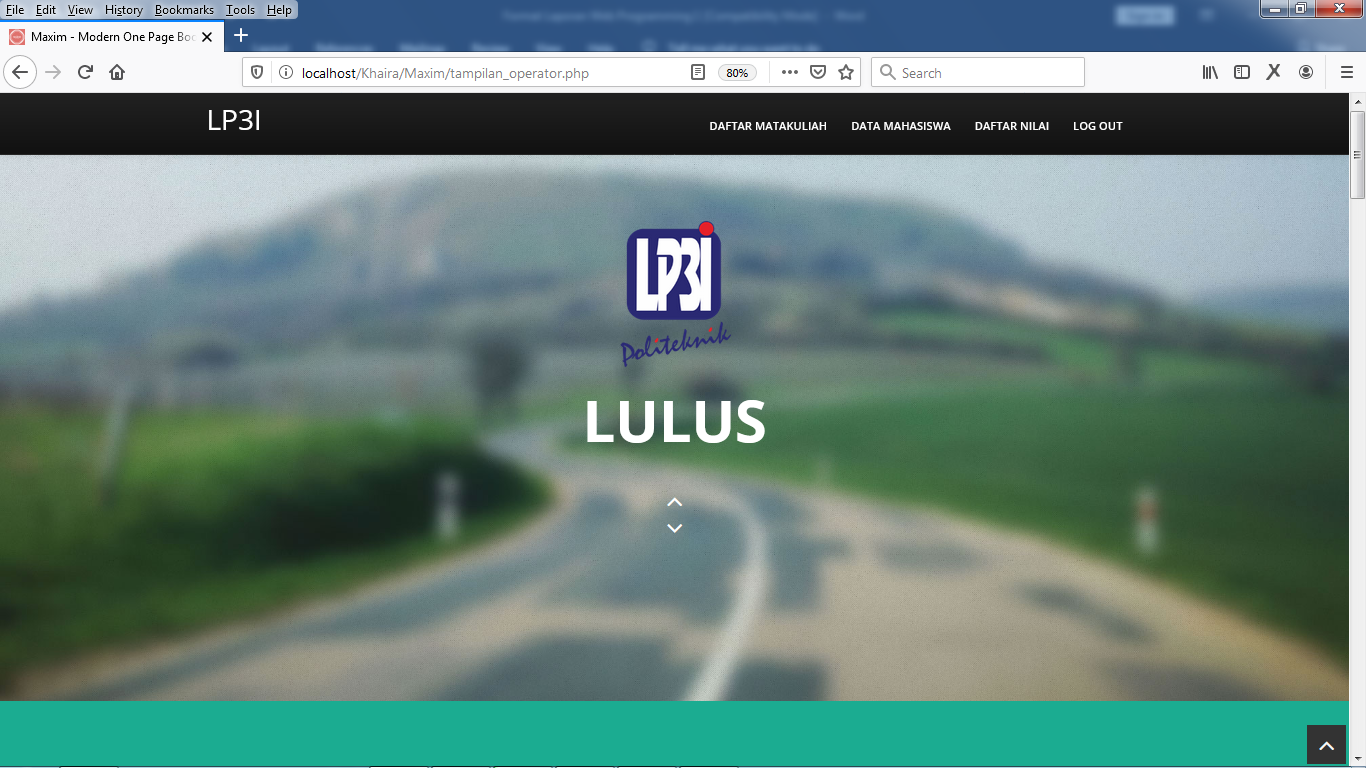 File Edit View History Bookmarks Tools Help
Maxim - Modern One Page Boo
localhost/Khaira/Maxim/tampilan_operator.php
80%
Search
LP3I
DAFTAR MATAKULIAH DATA MAHASISWA DAFTAR NILAI LOG OUT
LP3I
Politeknik
LULUS